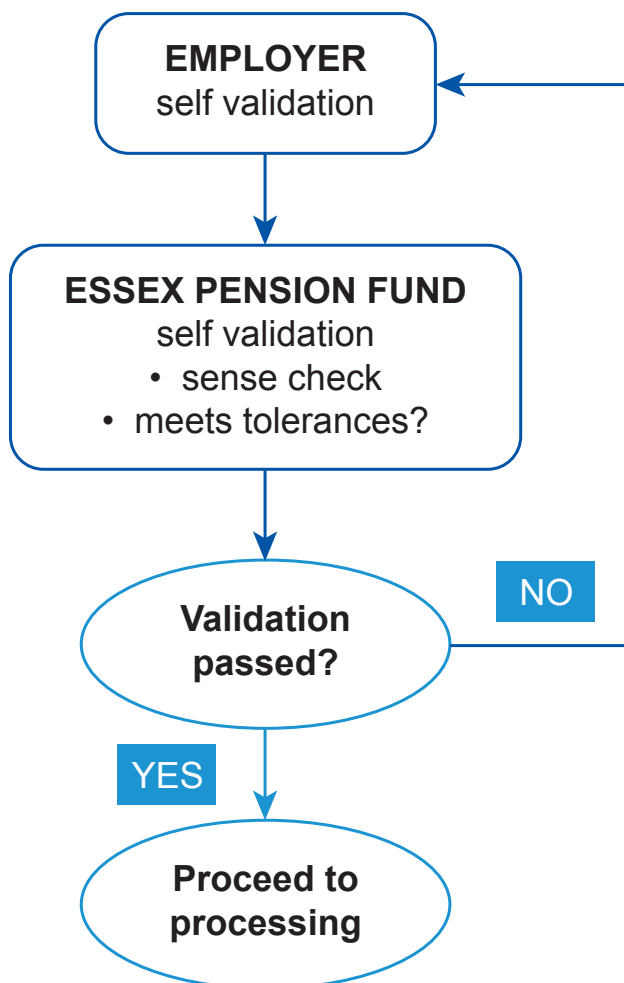 EMPLOYER
self validation
ESSEX PENSION FUND
self validation
• sense check
• meets tolerances?
Validation
passed?
NO
YES
Proceed to
processing